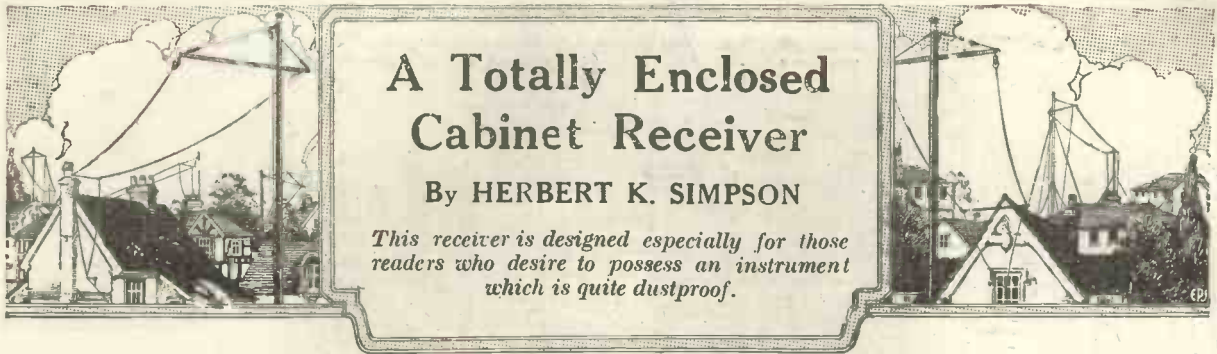 A Totally Enclosed
Cabinet Receiver
By HERBERT K. SIMPSON
This receiver is designed especially for those
readers who desire to possess an instrument
which is quite dustproof.
EPS